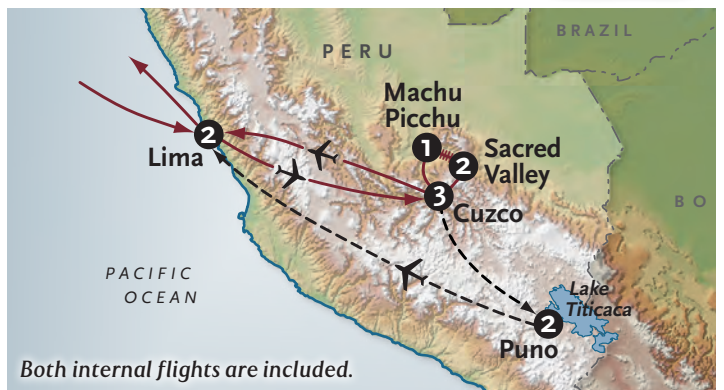 BRAZIL
PERU
Machu
Picchu
1
2
Sacred
Valley
2
Lima
3
Cuzco
BO
PACIFIC
OCEAN
Lake
Titicaca
2
Puno
Both internal flights are included.